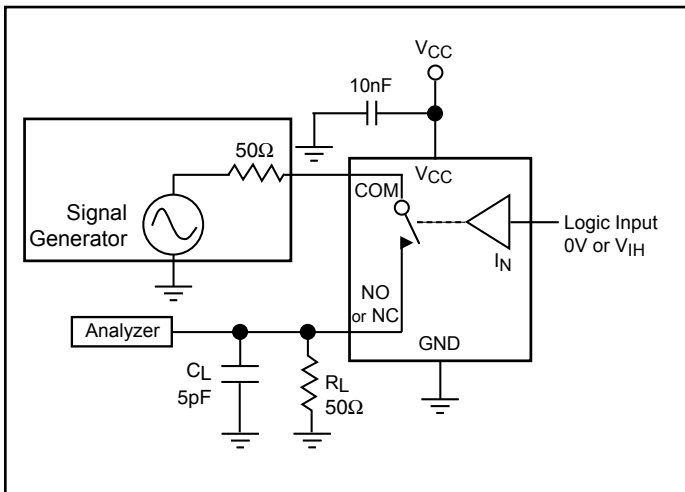 VCC
10nF
50Ω
VCC
COM
Signal
Generator
Logic Input
0V or VIH
IN
NO
or NC
Analyzer
GND
CL
5pF
RL
50Ω